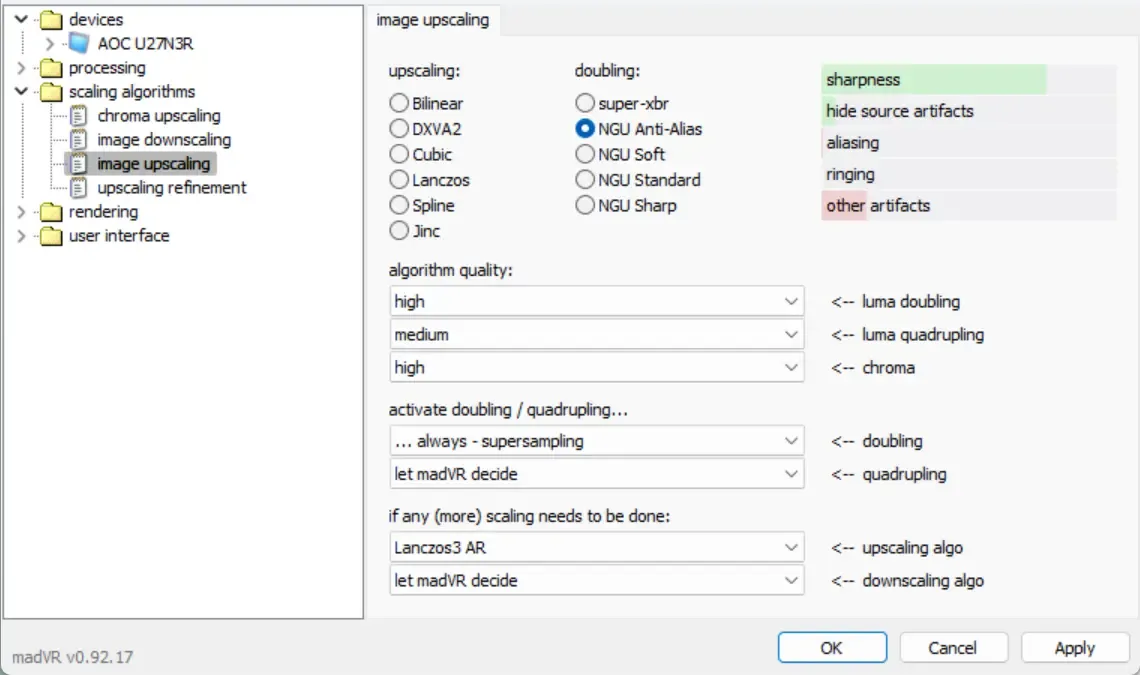 devices
AOC U27N3R
processing
scaling algorithms
chroma upscaling
image downscaling
image upscaling
upscaling refinement
rendering
user interface
image upscaling
upscaling:
Bilinear
DXVA2
Cubic
Lanczos
Spline
Jinc
doubling:
super-xbr
NGU Anti-Alias
NGU Soft
NGU Standard
NGU Sharp
sharpness
hide source artifacts
aliasing
ringing
other artifacts
algorithm quality:
high <-- luma doubling
medium <-- luma quadrupling
high <-- chroma
activate doubling / quadrupling...
... always - supersampling <-- doubling
let madVR decide <-- quadrupling
if any (more) scaling needs to be done:
Lanczos3 AR <-- upscaling algo
let madVR decide <-- downscaling algo
madVR v0.92.17
OK Cancel Apply